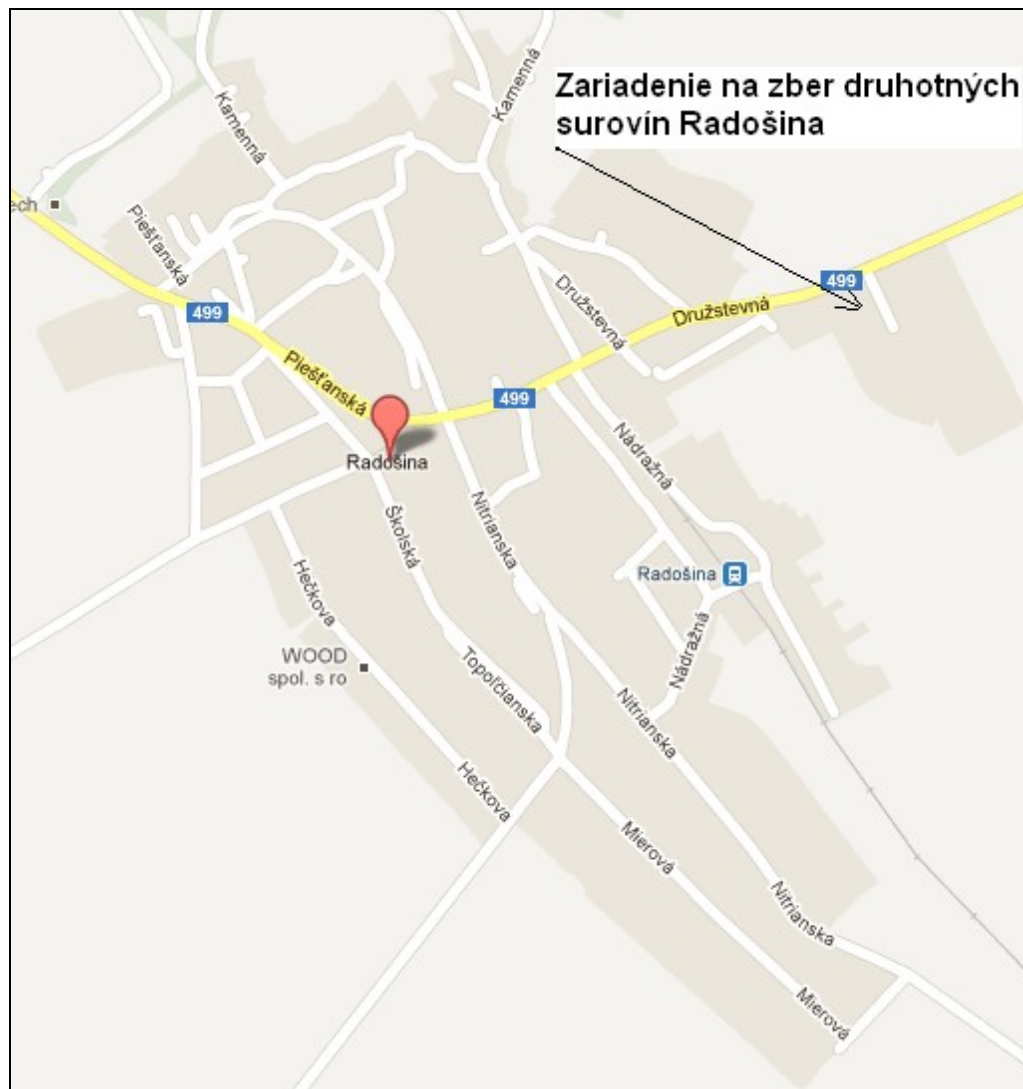 Zariadenie na zber druhotných
surovín Radošina
Kamenná
Kamenná
ech
Piešťanská
499
499
Družstevná
Družstevná
Piešťanská
499
Radošina
Nádražná
Školská
Nitrianska
Hečkova
Radošina
WOOD
spol. s ro
Topoľčianska
Nádražná
Nitrianska
Hečkova
Mierová
Nitrianska
Mierová